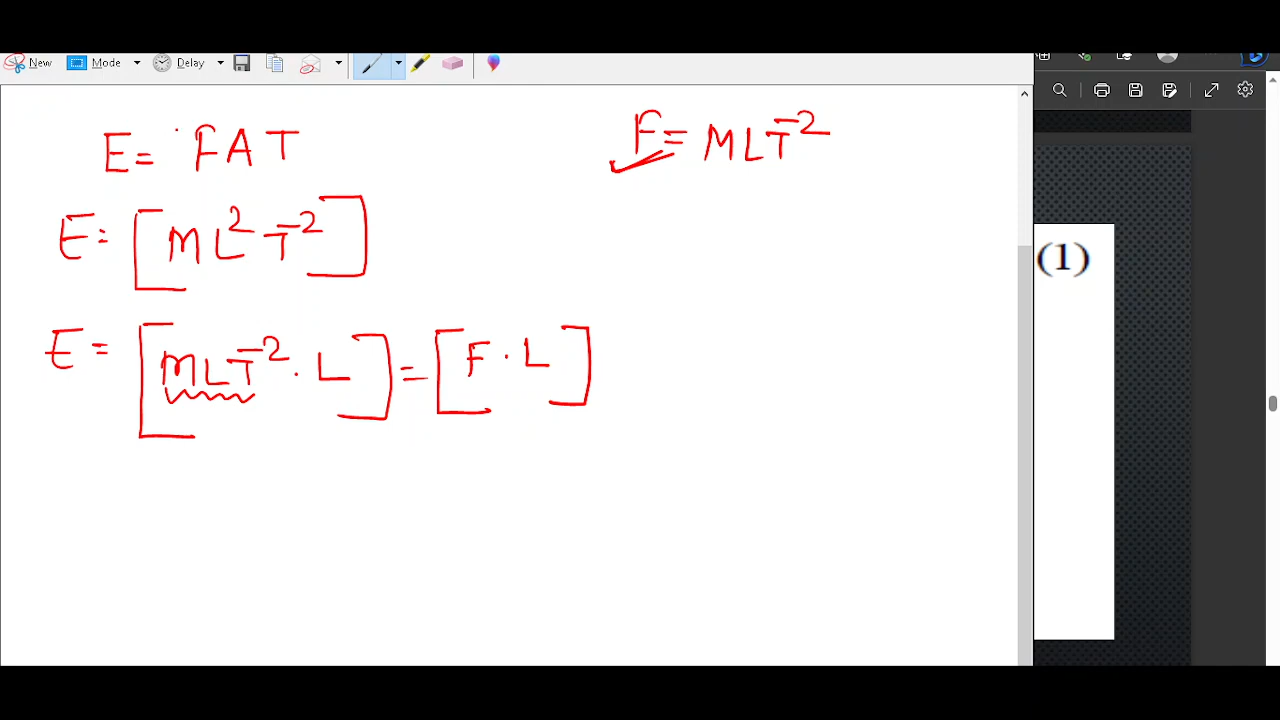 New Mode Delay
E = FAT
F = MLT⁻²
E = [ML²T⁻²]
(1)
E = [MLT⁻² · L] = [F · L]